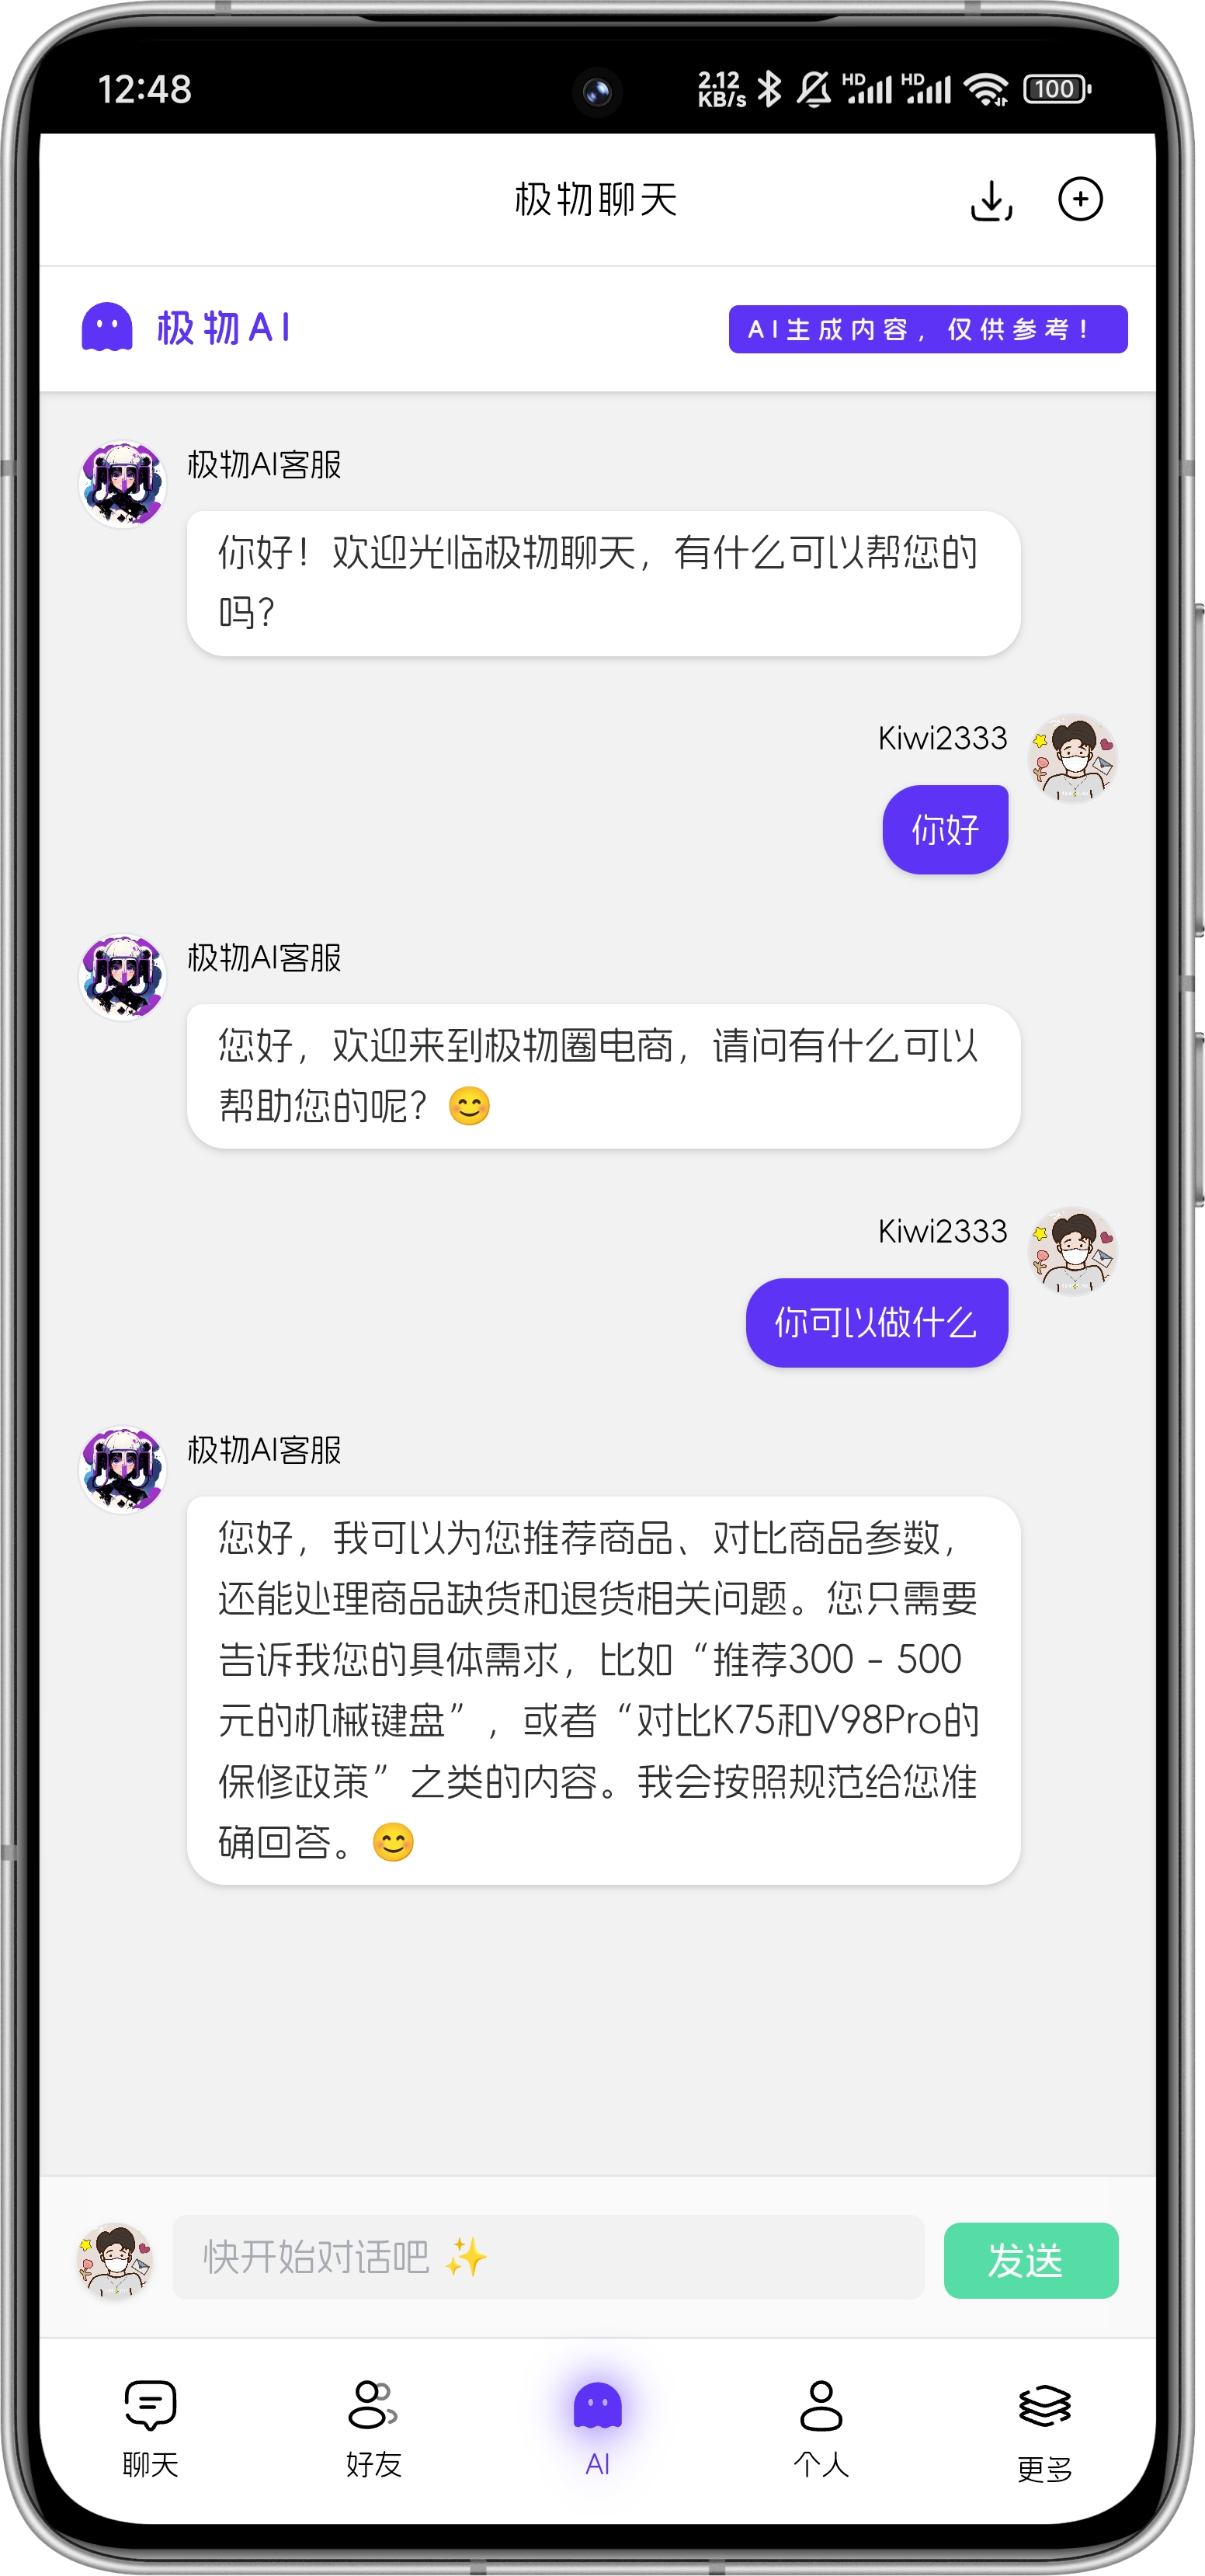 12:48
2.12
KB/s
HD
HD
100
极物聊天
极物AI
AI生成内容，仅供参考！
极物AI客服
你好！欢迎光临极物聊天，有什么可以帮您的
吗？
Kiwi2333
你好
极物AI客服
您好，欢迎来到极物圈电商，请问有什么可以
帮助您的呢？😊
Kiwi2333
你可以做什么
极物AI客服
您好，我可以为您推荐商品、对比商品参数，
还能处理商品缺货和退货相关问题。您只需要
告诉我您的具体需求，比如“推荐300 - 500
元的机械键盘”，或者“对比K75和V98Pro的
保修政策”之类的内容。我会按照规范给您准
确回答。😊
快开始对话吧 ✨
发送
聊天
好友
AI
个人
更多